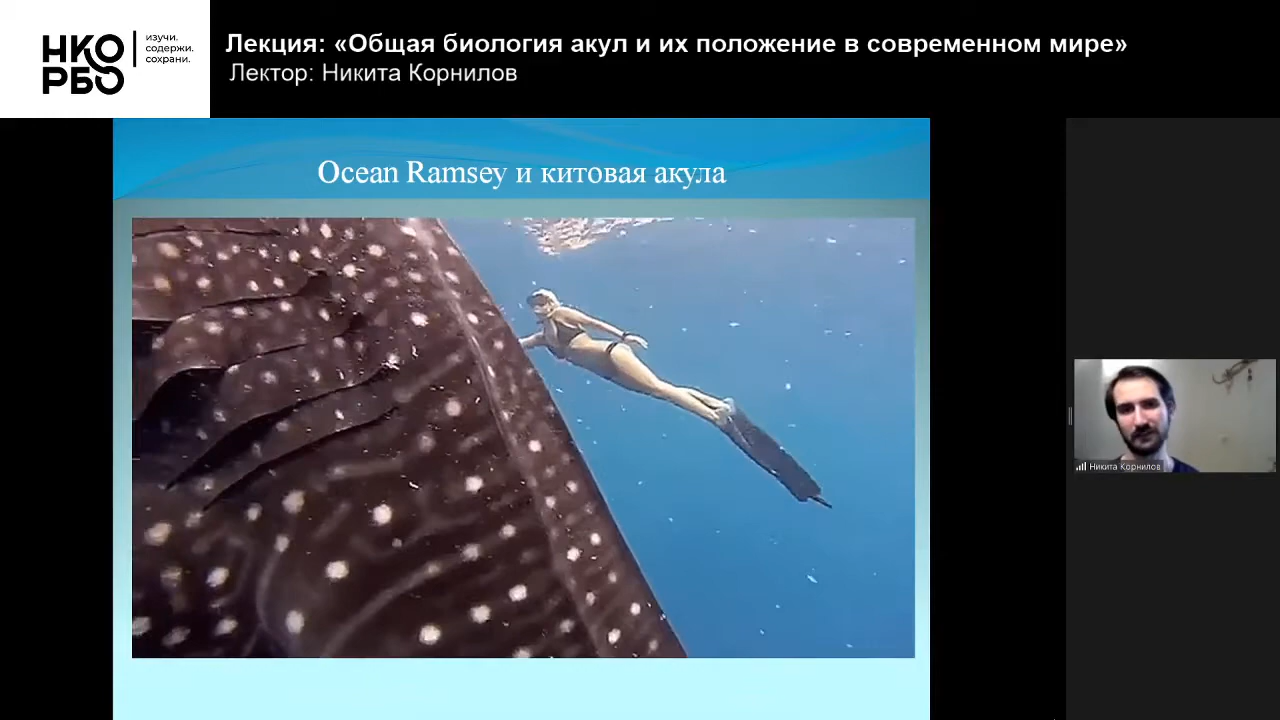 НКО
РБО
изучи.
содержи.
сохрани.
Лекция: «Общая биология акул и их положение в современном мире»
Лектор: Никита Корнилов
Ocean Ramsey и китовая акула
Никита Корнилов